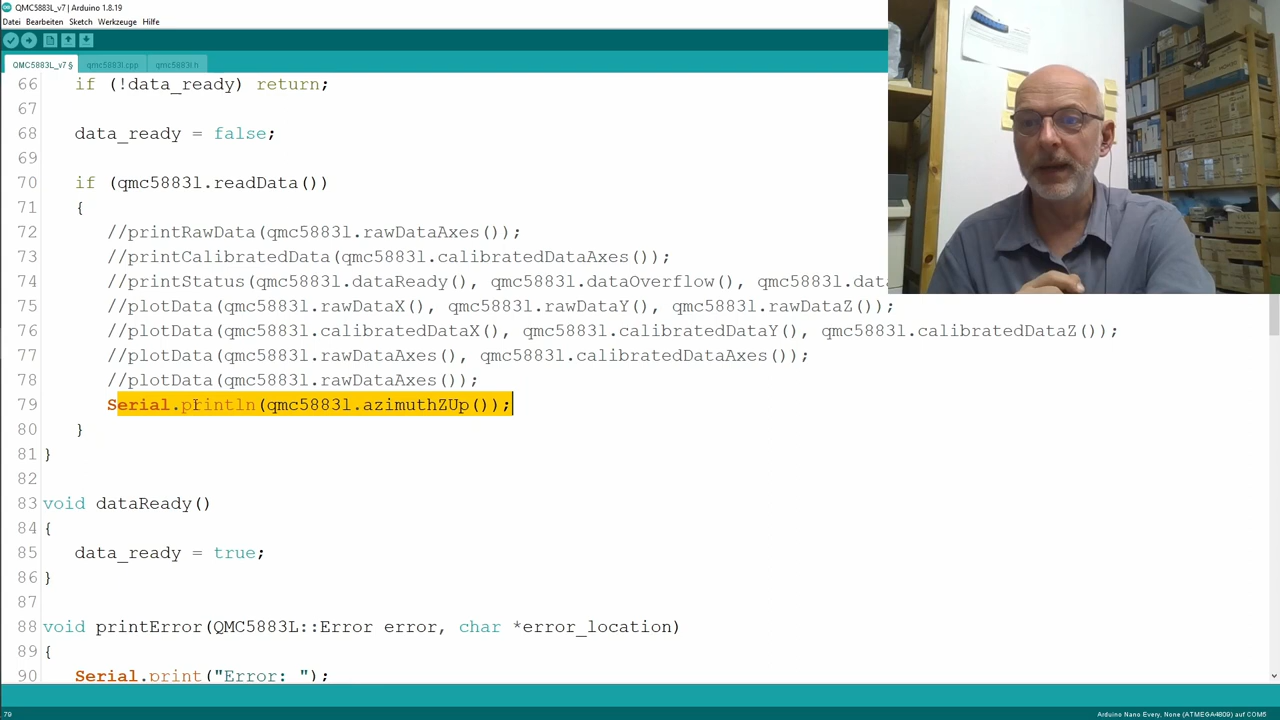 QMC5883L_v7 | Arduino 1.8.19
Datei Bearbeiten Sketch Werkzeuge Hilfe
QMC5883L_v7 § qmc5883l.cpp qmc5883l.h
66 if (!data_ready) return;
67
68 data_ready = false;
69
70 if (qmc5883l.readData())
71 {
72 //printRawData(qmc5883l.rawDataAxes());
73 //printCalibratedData(qmc5883l.calibratedDataAxes());
74 //printStatus(qmc5883l.dataReady(), qmc5883l.dataOverflow(), qmc5883l.dat
75 //plotData(qmc5883l.rawDataX(), qmc5883l.rawDataY(), qmc5883l.rawDataZ());
76 //plotData(qmc5883l.calibratedDataX(), qmc5883l.calibratedDataY(), qmc5883l.calibratedDataZ());
77 //plotData(qmc5883l.rawDataAxes(), qmc5883l.calibratedDataAxes());
78 //plotData(qmc5883l.rawDataAxes());
79 Serial.println(qmc5883l.azimuthZUp());
80 }
81 }
82
83 void dataReady()
84 {
85 data_ready = true;
86 }
87
88 void printError(QMC5883L::Error error, char *error_location)
89 {
90 Serial.print("Error: ");
79 Arduino Nano Every, None (ATMEGA4809) auf COM5